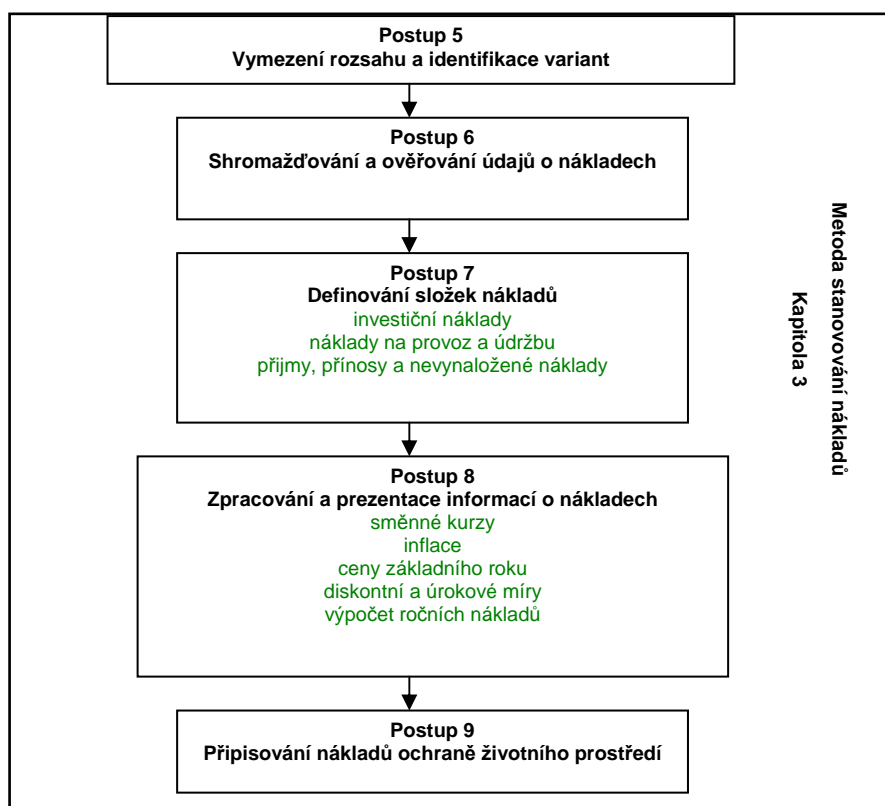 Postup 5
Vymezení rozsahu a identifikace variant
Postup 6
Shromažďování a ověřování údajů o nákladech
Postup 7
Definování složek nákladů
investiční náklady
náklady na provoz a údržbu
přijmy, přínosy a nevynaložené náklady
Postup 8
Zpracování a prezentace informací o nákladech
směnné kurzy
inflace
ceny základního roku
diskontní a úrokové míry
výpočet ročních nákladů
Postup 9
Připisování nákladů ochraně životního prostředí
Metoda stanovování nákladů
Kapitola 3